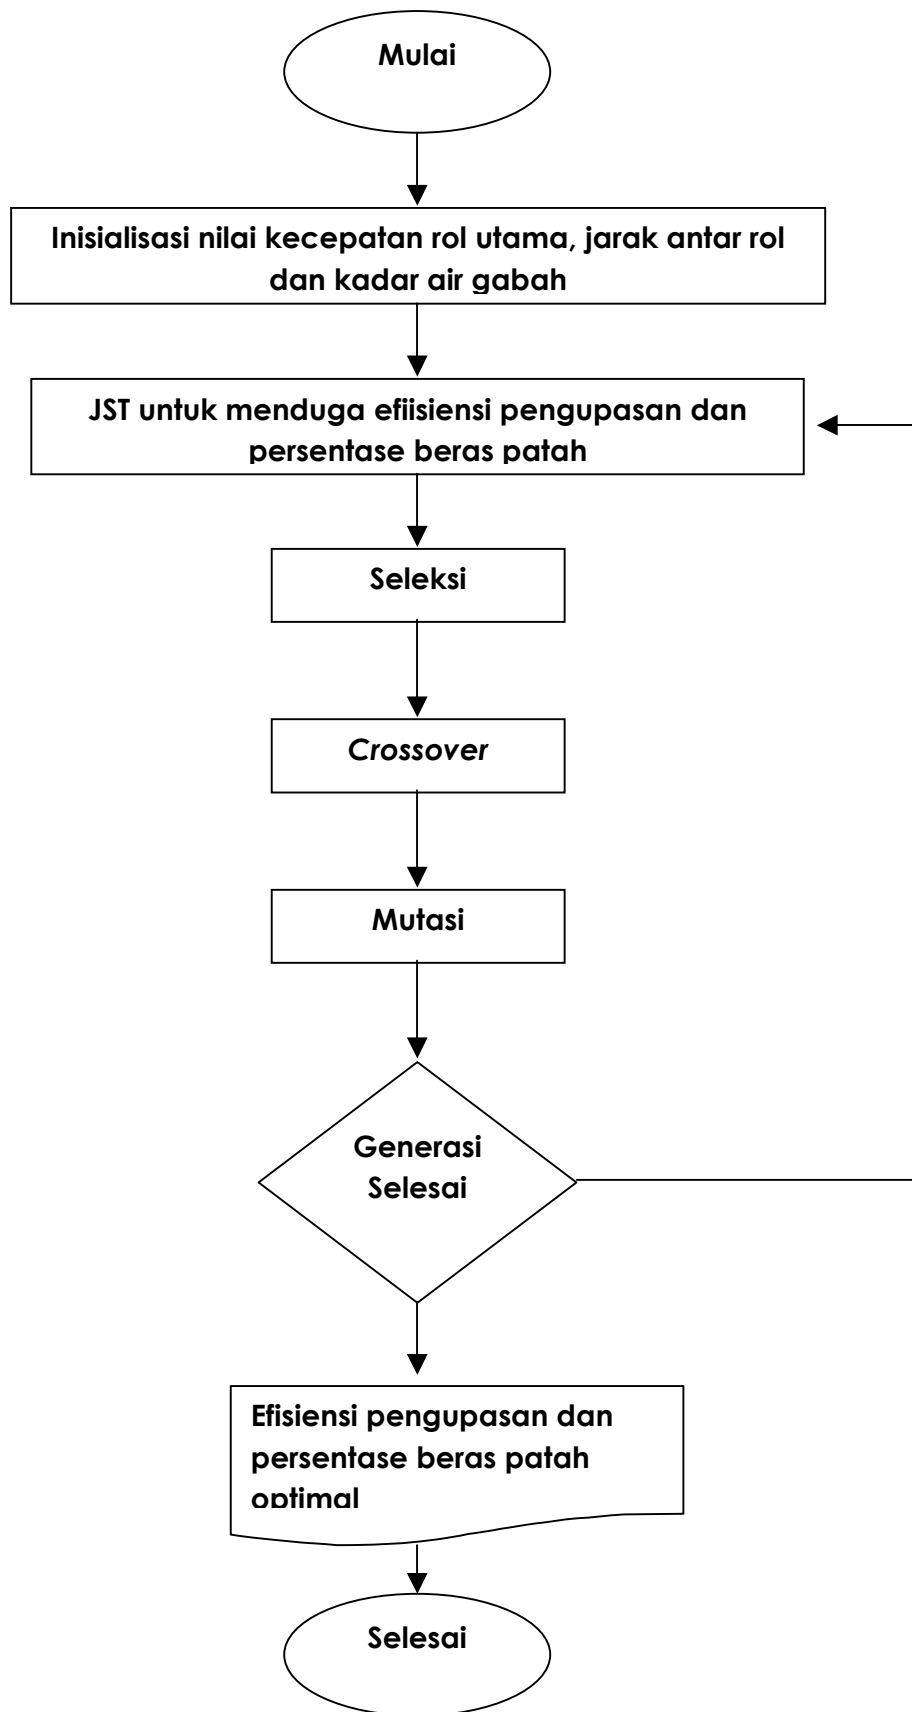 Mulai
Inisialisasi nilai kecepatan rol utama, jarak antar rol
dan kadar air gabah
JST untuk menduga efiisiensi pengupasan dan
persentase beras patah
Seleksi
Crossover
Mutasi
Generasi
Selesai
Efisiensi pengupasan dan
persentase beras patah
optimal
Selesai